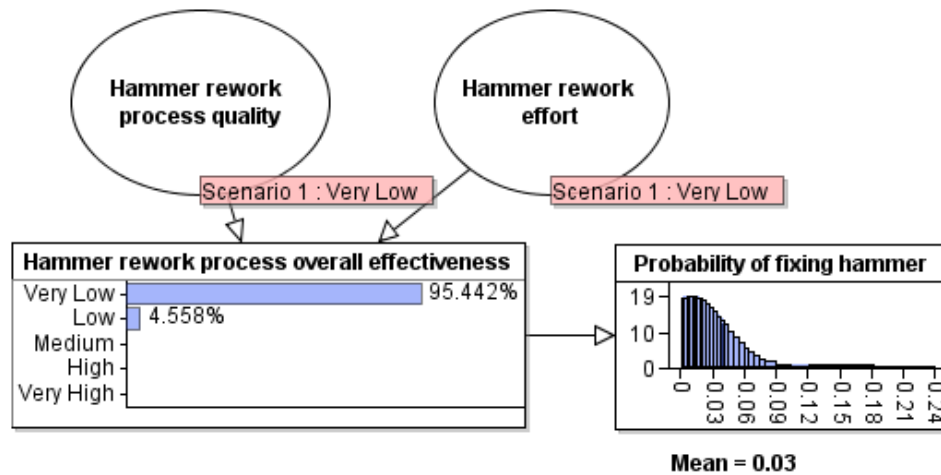 Hammer rework
process quality
Hammer rework
effort
Scenario 1 : Very Low
Scenario 1 : Very Low
Hammer rework process overall effectiveness
Very Low
95.442%
Low
4.558%
Medium
High
Very High
Probability of fixing hammer
19
10
0
0
0.03
0.06
0.09
0.12
0.15
0.18
0.21
0.24
Mean = 0.03